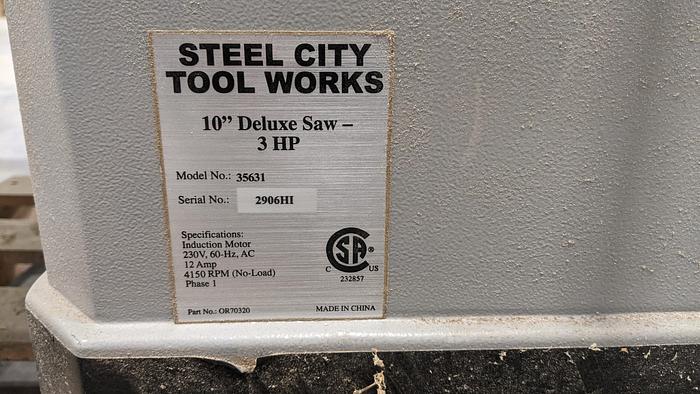 STEEL CITY
TOOL WORKS
10” Deluxe Saw –
3 HP
Model No.: 35631
Serial No.: 2906HI
Specifications:
Induction Motor
230V, 60-Hz, AC
12 Amp
4150 RPM (No-Load)
Phase 1
CSA®
C US
232857
Part No.: OR70320
MADE IN CHINA